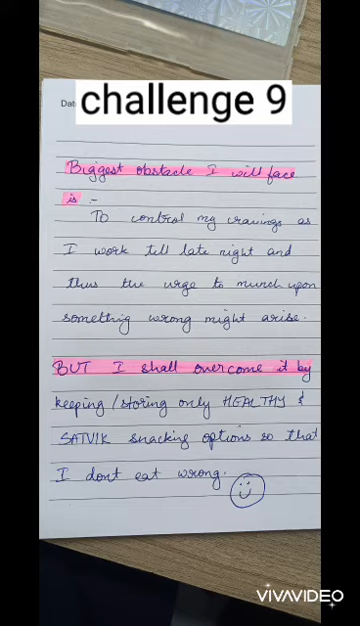 challenge 9
Dat
Biggest obstacle I will face
is :-
To control my cravings as
I work till late night and
thus the urge to munch upon
something wrong might arise.
BUT I shall overcome it by
keeping/storing only HEALTHY &
SATVIK snacking options so that
I dont eat wrong.
VIVAVIDEO